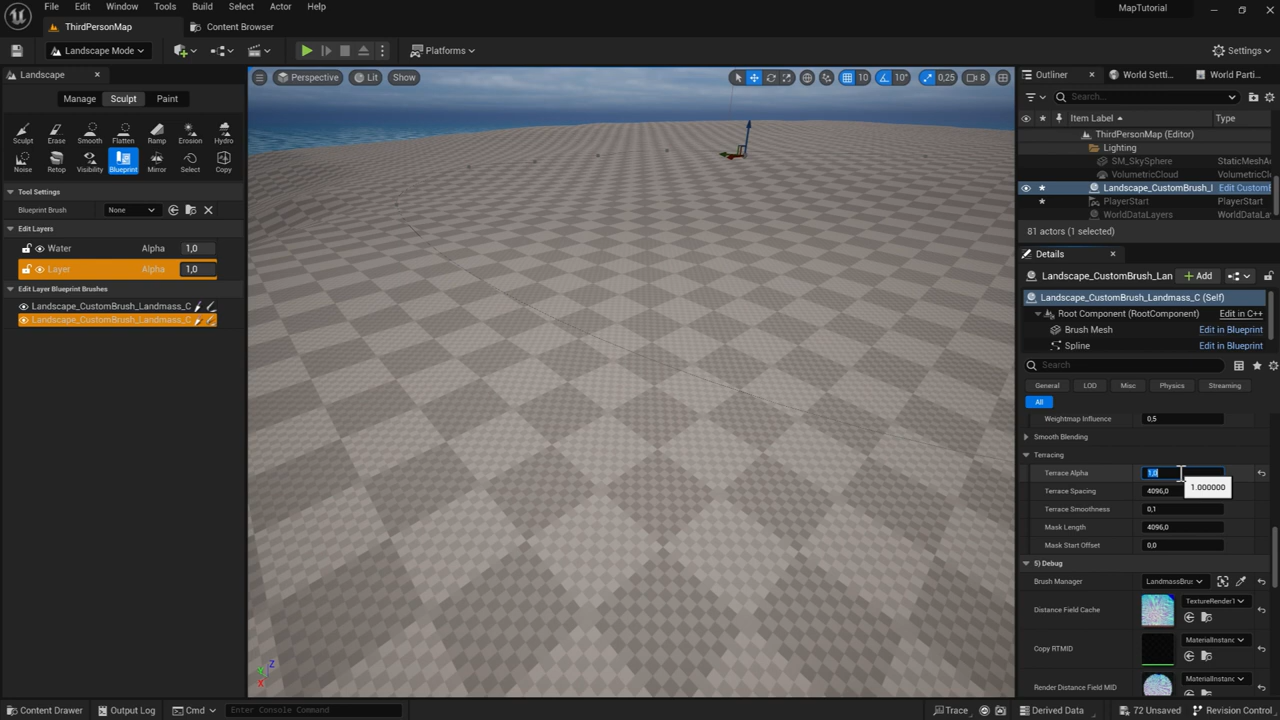 File Edit Window Tools Build Select Actor Help
MapTutorial
ThirdPersonMap
Content Browser
Landscape Mode
Platforms
Settings
Landscape
Manage Sculpt Paint
Sculpt Erase Smooth Flatten Ramp Erosion Hydro
Noise Retop Visibility Blueprint Mirror Select Copy
Tool Settings
Blueprint Brush None
Edit Layers
Water Alpha 1,0
Layer Alpha 1,0
Edit Layer Blueprint Brushes
Landscape_CustomBrush_Landmass_C
Landscape_CustomBrush_Landmass_C
Perspective Lit Show
10 10° 0,25 8
Z
X
Outliner World Setti... World Parti...
Search...
Item Label Type
ThirdPersonMap (Editor)
Lighting
SM_SkySphere StaticMeshA
VolumetricCloud VolumetricClo
Landscape_CustomBrush_l Edit CustomB
PlayerStart PlayerStart
WorldDataLayers WorldDataLa
81 actors (1 selected)
Details
Landscape_CustomBrush_Lan Add
Landscape_CustomBrush_Landmass_C (Self)
Root Component (RootComponent) Edit in C++
Brush Mesh Edit in Blueprint
Spline Edit in Blueprint
Search
General LOD Misc Physics Streaming
All
Weightmap Influence 0,5
Smooth Blending
Terracing
Terrace Alpha 1,0
1.000000
Terrace Spacing 4096,0
Terrace Smoothness 0,1
Mask Length 4096,0
Mask Start Offset 0,0
5) Debug
Brush Manager LandmassBrus
Distance Field Cache TextureRenderT
Copy RTMID MaterialInstanc
Render Distance Field MID MaterialInstanc
Content Drawer Output Log Cmd Enter Console Command
Trace Derived Data 72 Unsaved Revision Control